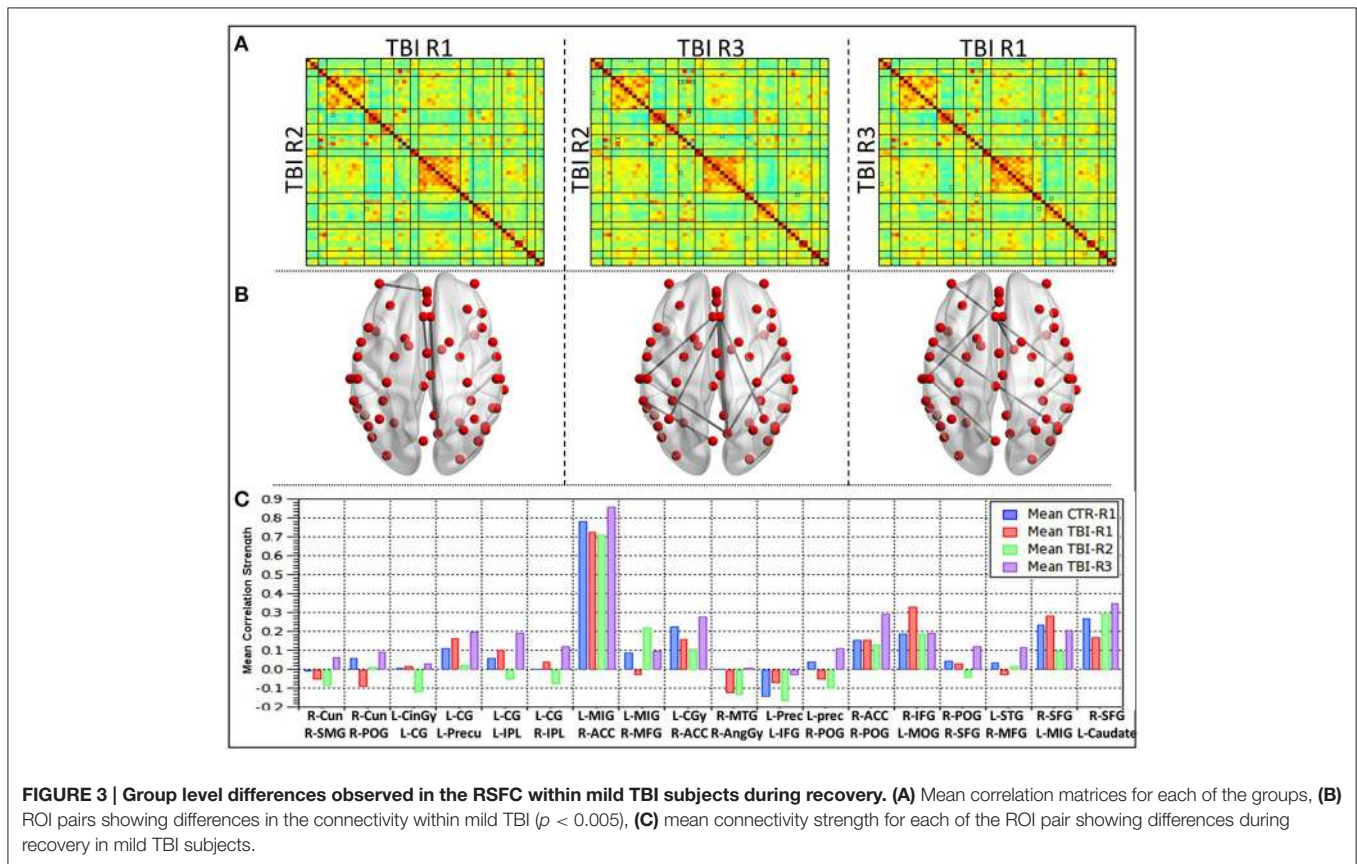 A
TBI R1
TBI R3
TBI R1
TBI R2
TBI R2
TBI R3
B
C
Mean Correlation Strength
0.9
0.8
0.7
0.6
0.5
0.4
0.3
0.2
0.1
0.0
-0.1
-0.2
Mean CTR-R1
Mean TBI-R1
Mean TBI-R2
Mean TBI-R3
R-Cun R-Cun L-CinGy L-CG L-CG L-CG L-MIG L-MIG L-CGy R-MTG L-Prec L-prec R-ACC R-IFG R-POG L-STG R-SFG R-SFG
R-SMG R-POG L-CG L-Precu L-IPL R-IPL R-ACC R-MFG R-ACC R-AngGy L-IFG R-POG R-POG L-MOG R-SFG R-MFG L-MIG L-Caudate
FIGURE 3 | Group level differences observed in the RSFC within mild TBI subjects during recovery. (A) Mean correlation matrices for each of the groups, (B)
ROI pairs showing differences in the connectivity within mild TBI (p < 0.005), (C) mean connectivity strength for each of the ROI pair showing differences during
recovery in mild TBI subjects.